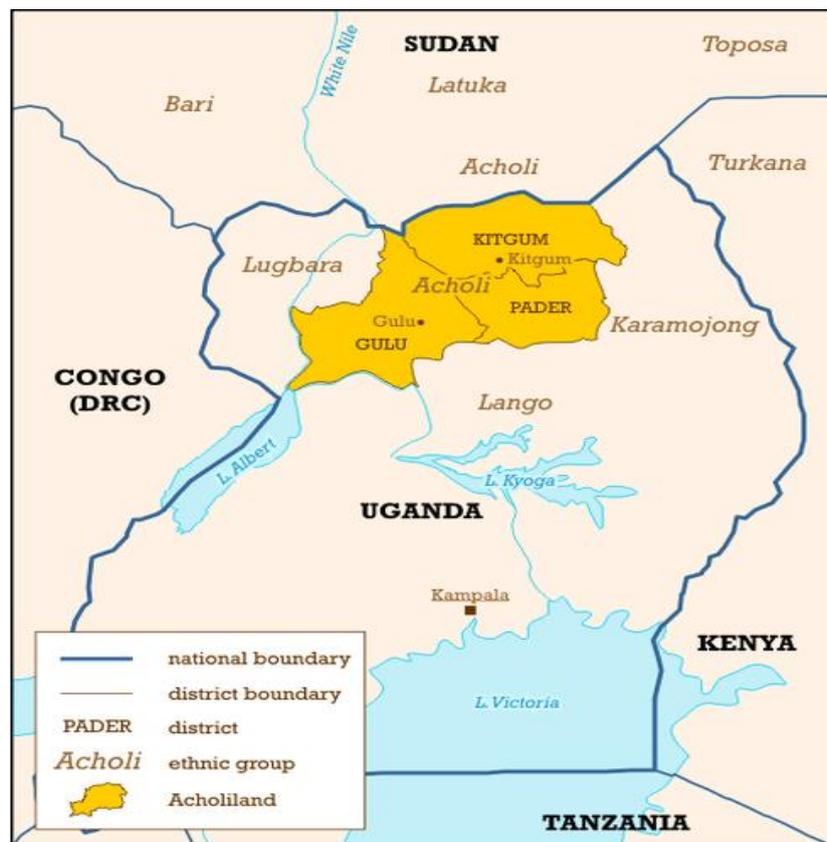 SUDAN
Toposa
White Nile
Latuka
Bari
Acholi
Turkana
KITGUM
Kitgum
Lugbara
Acholi
PADER
Gulu
GULU
Karamojong
CONGO
(DRC)
Lango
L. Albert
L. Kyoga
UGANDA
Kampala
KENYA
L. Victoria
TANZANIA
national boundary
district boundary
PADER district
Acholi ethnic group
Acholiland